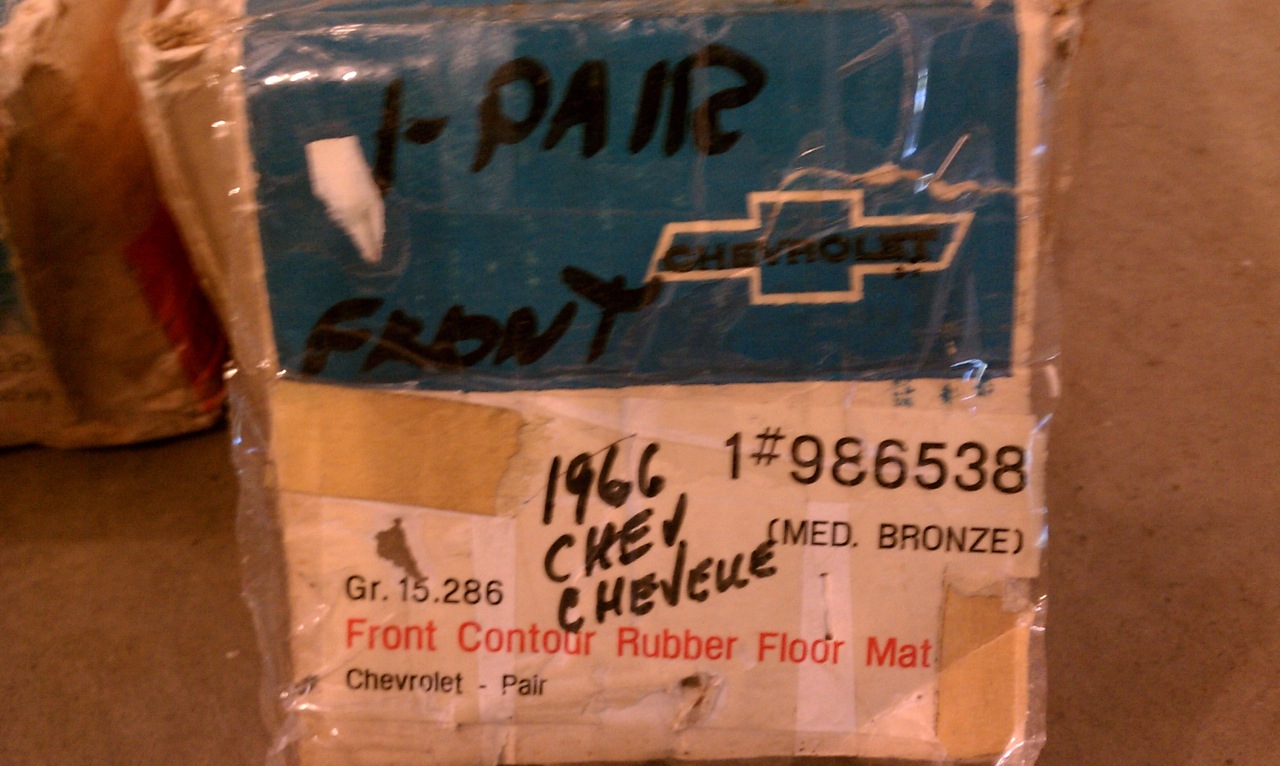 1-PAIR
CHEVROLET
FRONT
1#986538
1966
CHEV
CHEVELLE
(MED. BRONZE)
Gr. 15.286
Front Contour Rubber Floor Mat
Chevrolet - Pair